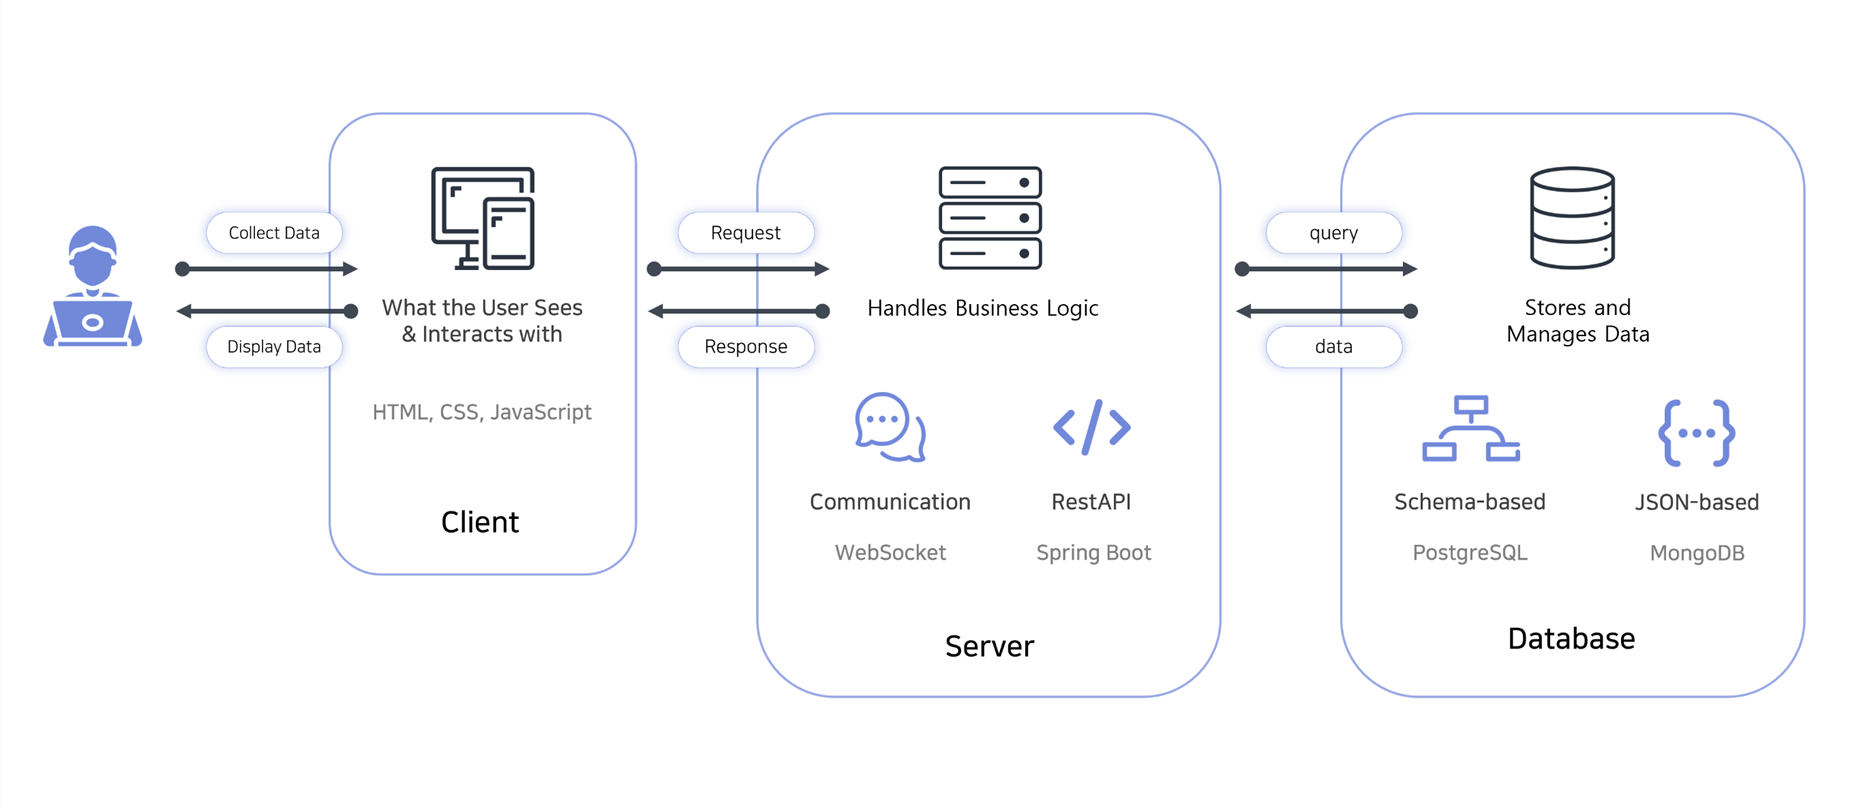 Collect Data
Display Data
What the User Sees
& Interacts with
HTML, CSS, JavaScript
Client
Request
Response
Handles Business Logic
Communication
WebSocket
RestAPI
Spring Boot
Server
query
data
Stores and
Manages Data
Schema-based
PostgreSQL
JSON-based
MongoDB
Database